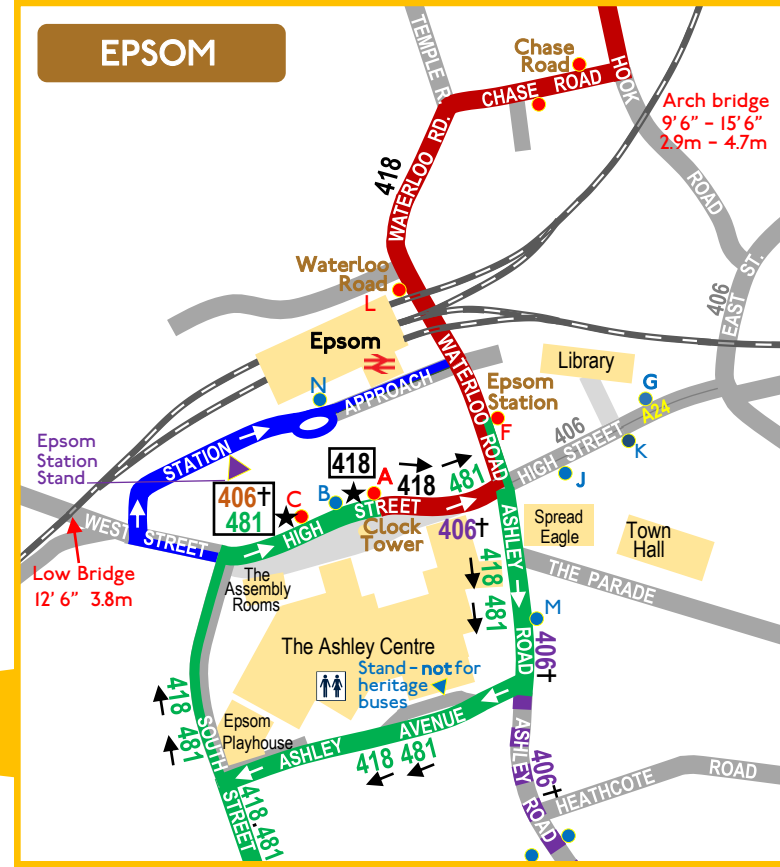 EPSOM
TEMPLE R.
Chase
Road
CHASE ROAD
HOOK
ROAD
Arch bridge
9' 6” - 15' 6”
2.9m - 4.7m
418
WATERLOO RD.
Waterloo
Road
L
Epsom
WATERLOO ROAD
406
EAST ST.
Library
Epsom
Station
F
G
N
APPROACH
STATION
A24
406
HIGH STREET
K
J
Epsom
Station
Stand
418
A
418
481
406†
481
C
B
HIGH STREET
Clock
Tower
406†
ASHLEY ROAD
Spread
Eagle
Town
Hall
WEST STREET
Low Bridge
12' 6” 3.8m
The
Assembly
Rooms
418
481
THE PARADE
M
The Ashley Centre
Stand – not for
heritage
buses
406†
418
481
SOUTH STREET
Epsom
Playhouse
ASHLEY AVENUE
418 481
ASHLEY ROAD
406†
HEATHCOTE ROAD
418·481